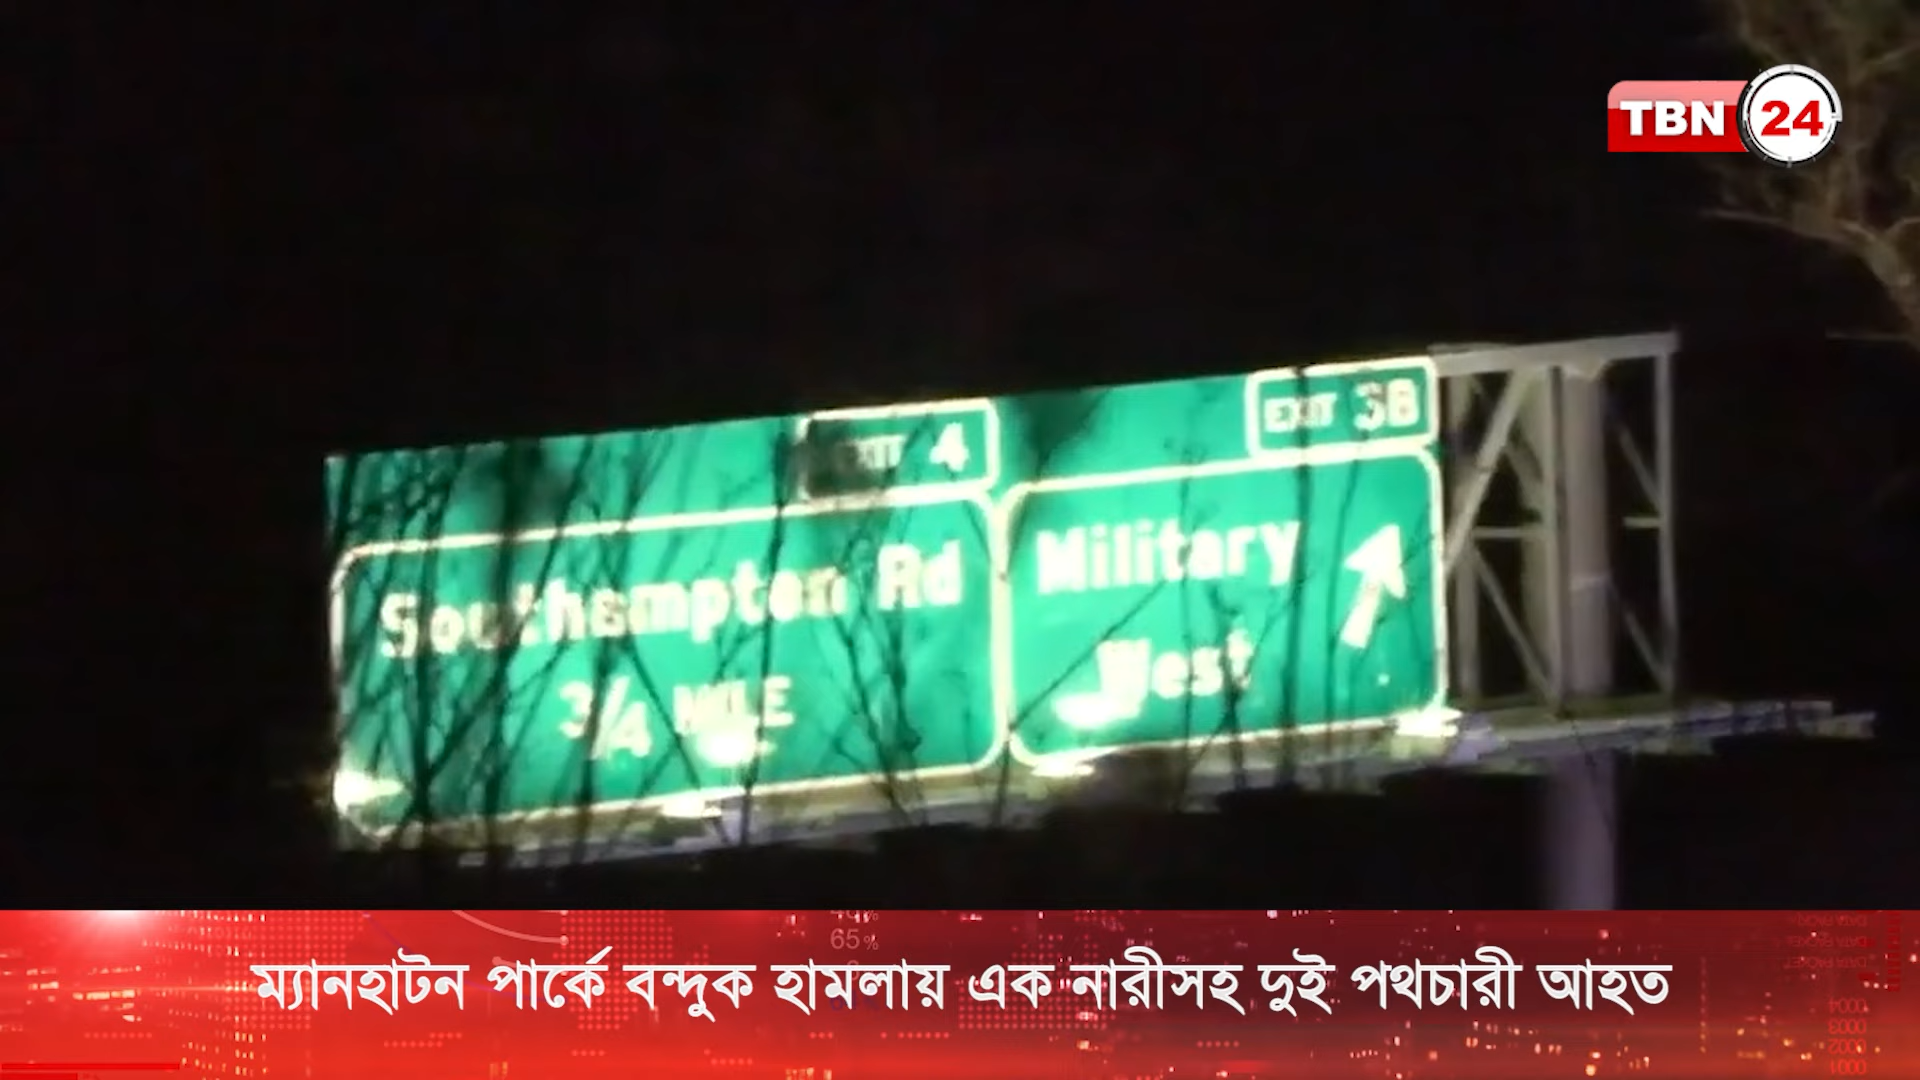 TBN 24
EXIT 4
EXIT 3B
Southampton Rd
3/4 MILE
Military
West
65%
ম্যানহাটন পার্কে বন্দুক হামলায় এক নারীসহ দুই পথচারী আহত